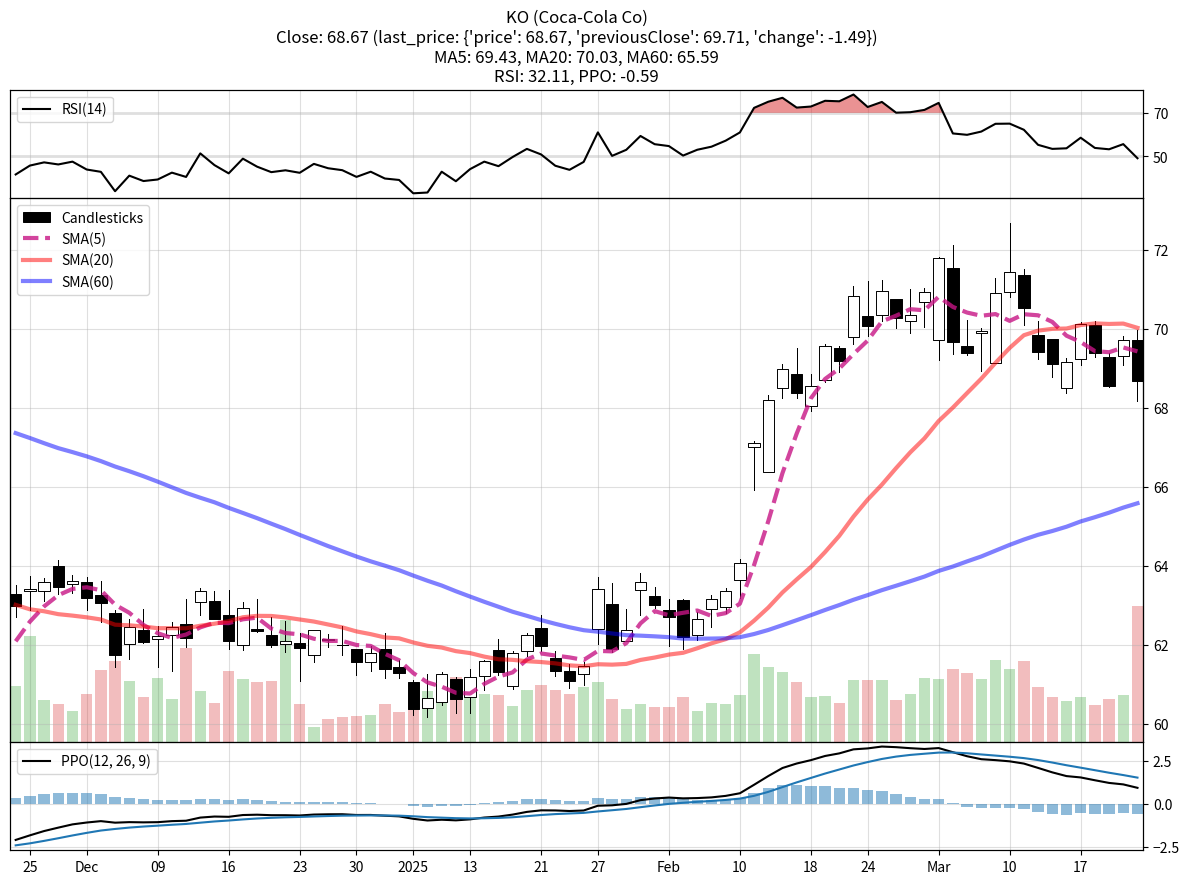 KO (Coca-Cola Co)
Close: 68.67 (last_price: {'price': 68.67, 'previousClose': 69.71, 'change': -1.49})
MA5: 69.43, MA20: 70.03, MA60: 65.59
RSI: 32.11, PPO: -0.59
RSI(14)
70
50
Candlesticks
SMA(5)
SMA(20)
SMA(60)
72
70
68
66
64
62
60
PPO(12, 26, 9)
2.5
0.0
−2.5
25 Dec 09 16 23 30 2025 13 21 27 Feb 10 18 24 Mar 10 17